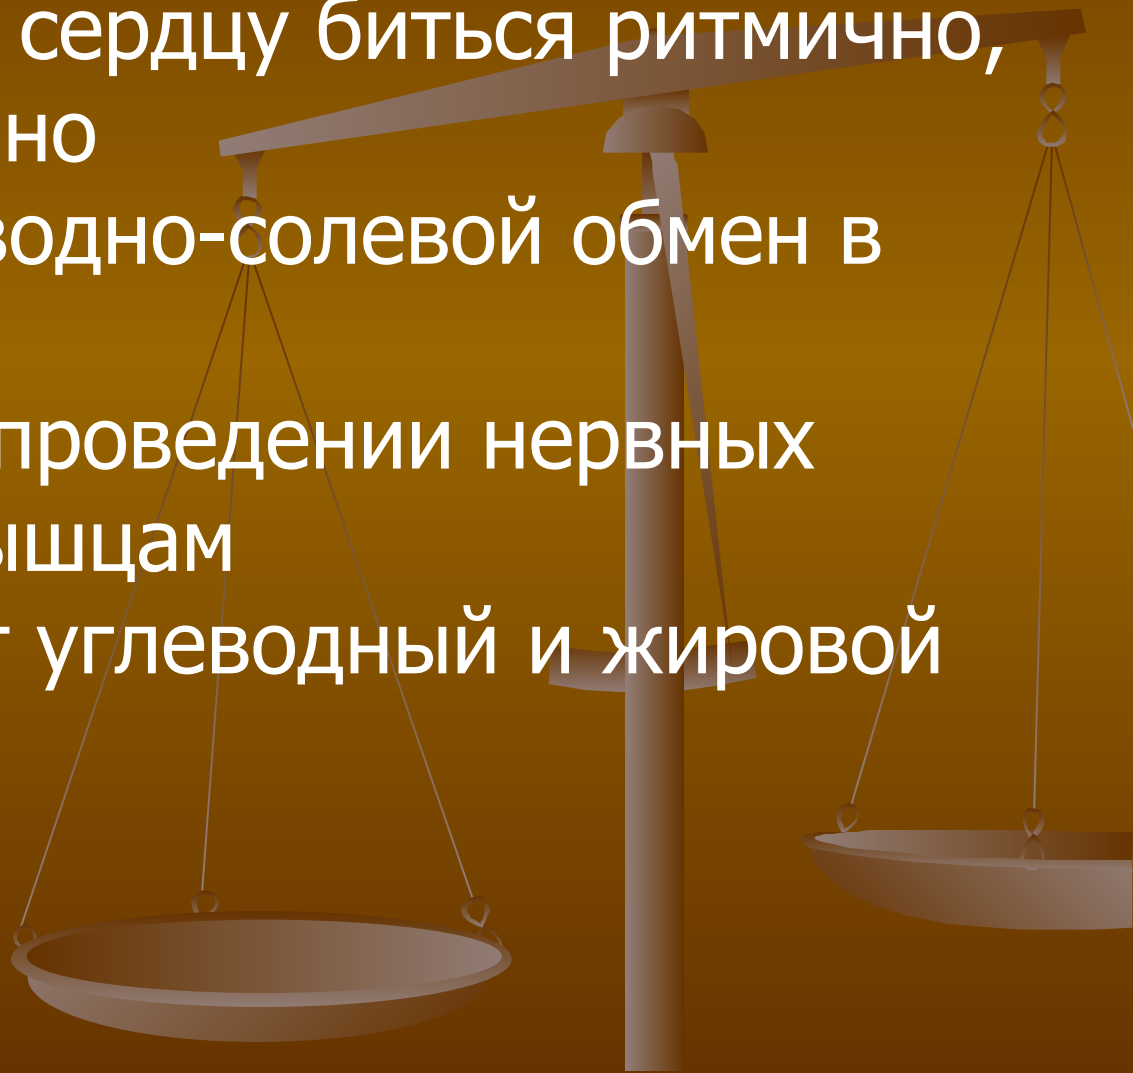 сердцу биться ритмично,
но
водно-солевой обмен в
проведении нервных
ышцам
т углеводный и жировой